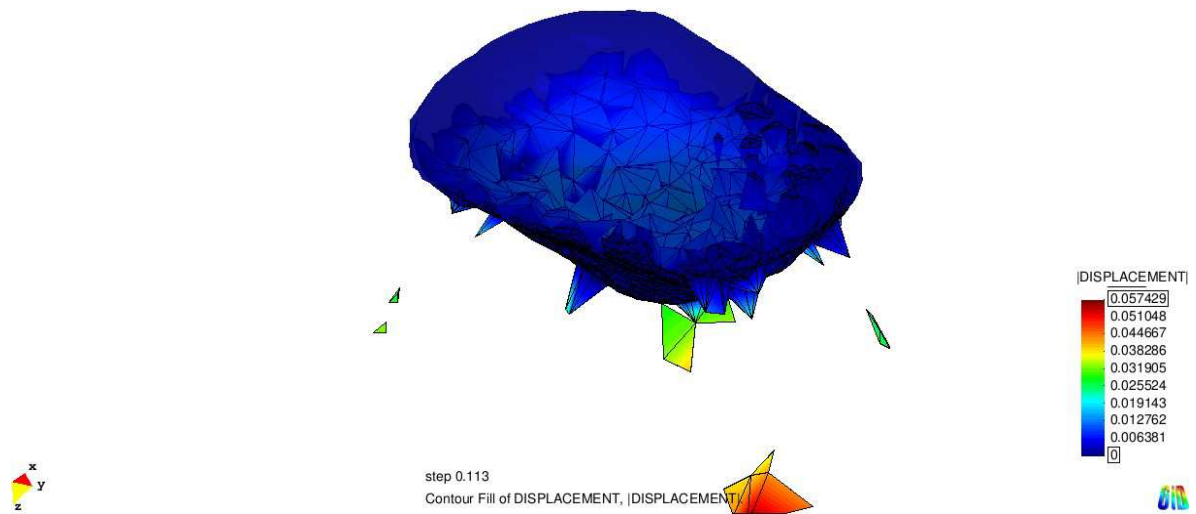 |DISPLACEMENT|
0.057429
0.051048
0.044667
0.038286
0.031905
0.025524
0.019143
0.012762
0.006381
0
x
y
z
step 0.113
Contour Fill of DISPLACEMENT, |DISPLACEMENT|.
GiD